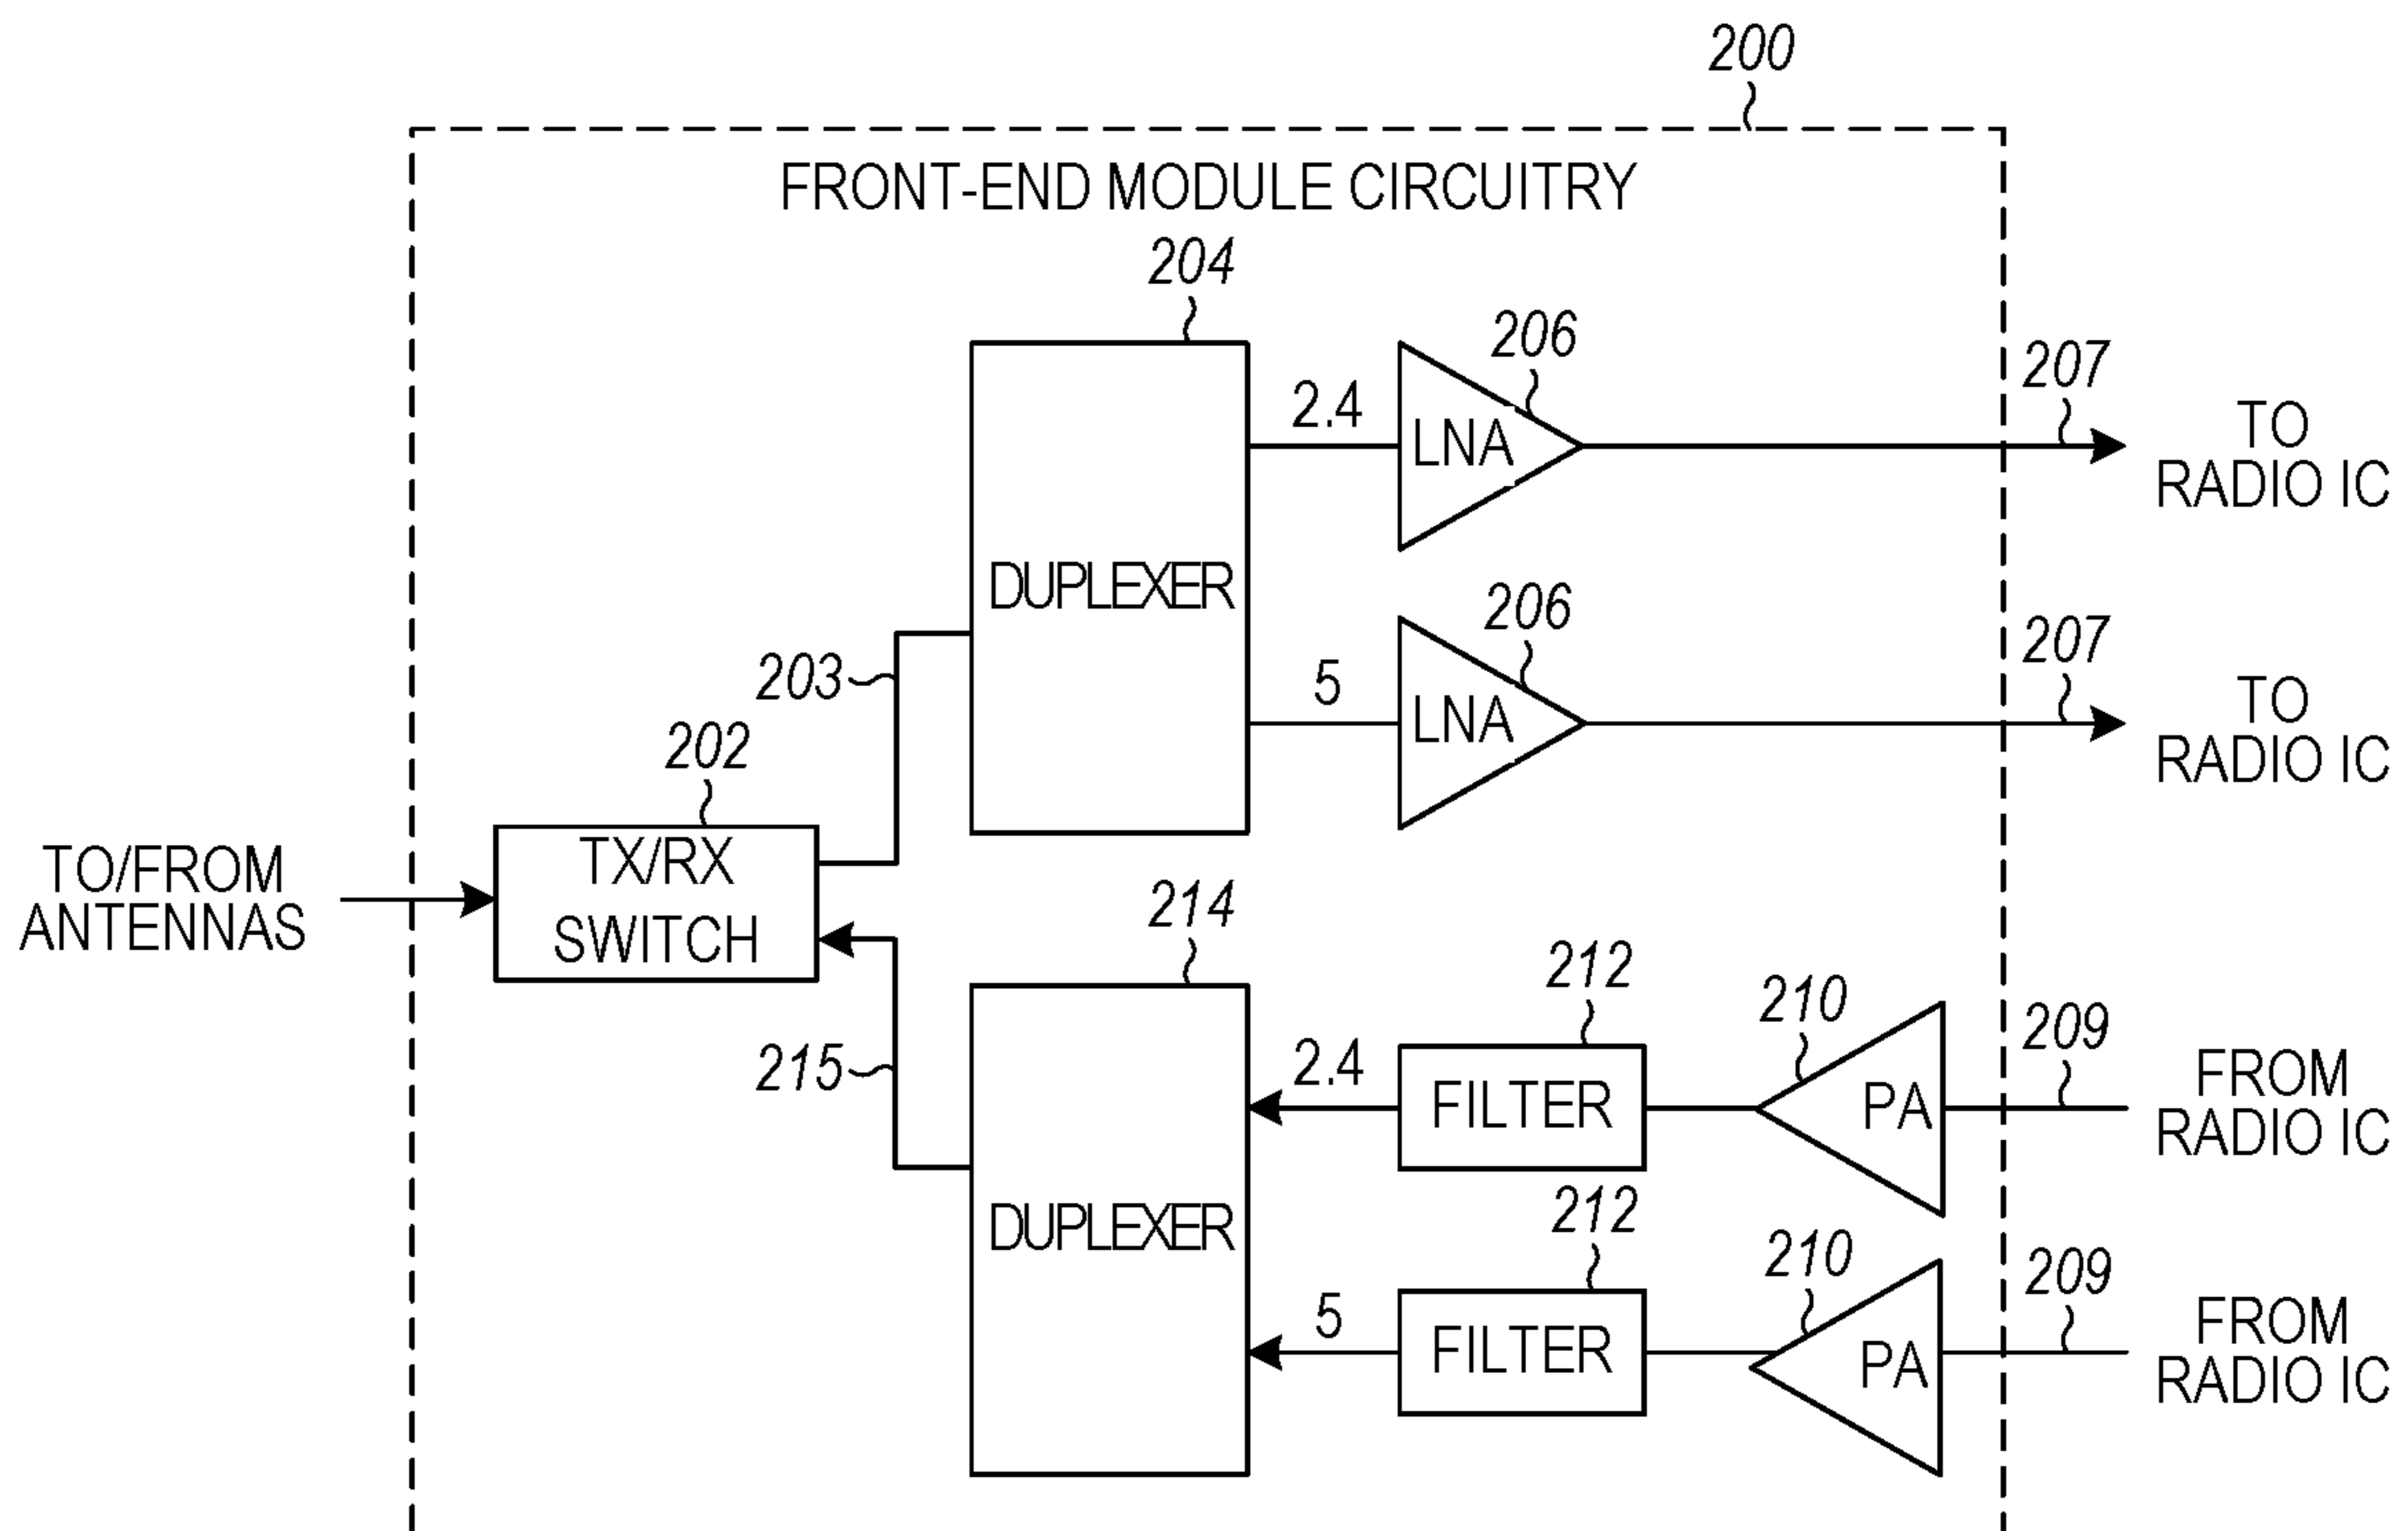 200
FRONT-END MODULE CIRCUITRY
204
206
2.4
LNA
207
TO
RADIO IC
DUPLEXER
203
206
5
LNA
207
TO
RADIO IC
202
TX/RX
SWITCH
TO/FROM
ANTENNAS
214
215
DUPLEXER
2.4
212
FILTER
210
PA
209
FROM
RADIO IC
5
212
FILTER
210
PA
209
FROM
RADIO IC